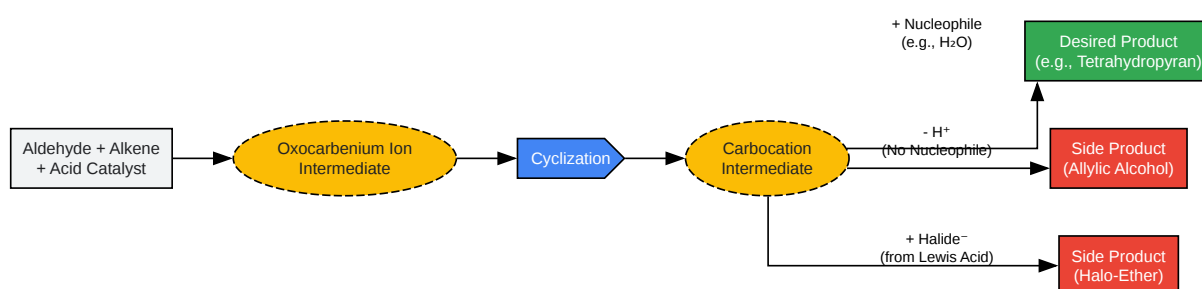 Aldehyde + Alkene
+ Acid Catalyst
Oxocarbenium Ion
Intermediate
Cyclization
Carbocation
Intermediate
+ Nucleophile
(e.g., H₂O)
Desired Product
(e.g., Tetrahydropyran)
- H⁺
(No Nucleophile)
Side Product
(Allylic Alcohol)
+ Halide⁻
(from Lewis Acid)
Side Product
(Halo-Ether)